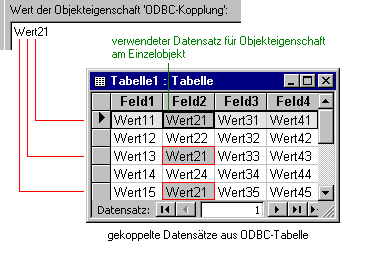 Wert der Objekteigenschaft 'ODBC-Kopplung':
Wert21
verwendeter Datensatz für Objekteigenschaft
am Einzelobjekt
Tabelle1 : Tabelle
Feld1 Feld2 Feld3 Feld4
Wert11 Wert21 Wert31 Wert41
Wert12 Wert22 Wert32 Wert42
Wert13 Wert21 Wert33 Wert43
Wert14 Wert24 Wert34 Wert44
Wert15 Wert21 Wert35 Wert45
Datensatz: 1
gekoppelte Datensätze aus ODBC-Tabelle